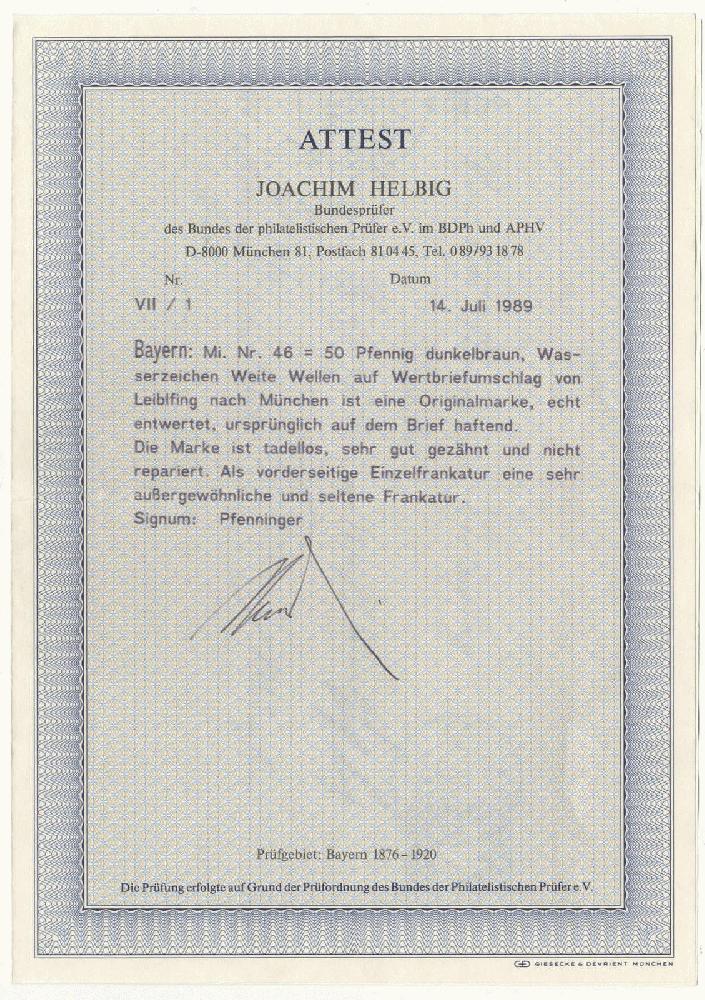 ATTEST
JOACHIM HELBIG
Bundesprüfer
des Bundes der philatelistischen Prüfer e.V. im BDPh und APHV
D-8000 München 81, Postfach 81 04 45, Tel. 0 89/93 18 78
Nr. Datum
VII / 1 14. Juli 1989
Bayern: Mi. Nr. 46 = 50 Pfennig dunkelbraun, Was-
serzeichen Weite Wellen auf Wertbriefumschlag von
Leiblfing nach München ist eine Originalmarke, echt
entwertet, ursprünglich auf dem Brief haftend.
Die Marke ist tadellos, sehr gut gezähnt und nicht
repariert. Als vorderseitige Einzelfrankatur eine sehr
außergewöhnliche und seltene Frankatur.
Signum: Pfenninger
Prüfgebiet: Bayern 1876 – 1920
Die Prüfung erfolgte auf Grund der Prüfordnung des Bundes der Philatelistischen Prüfer e.V.
GIESECKE & DEVRIENT MÜNCHEN